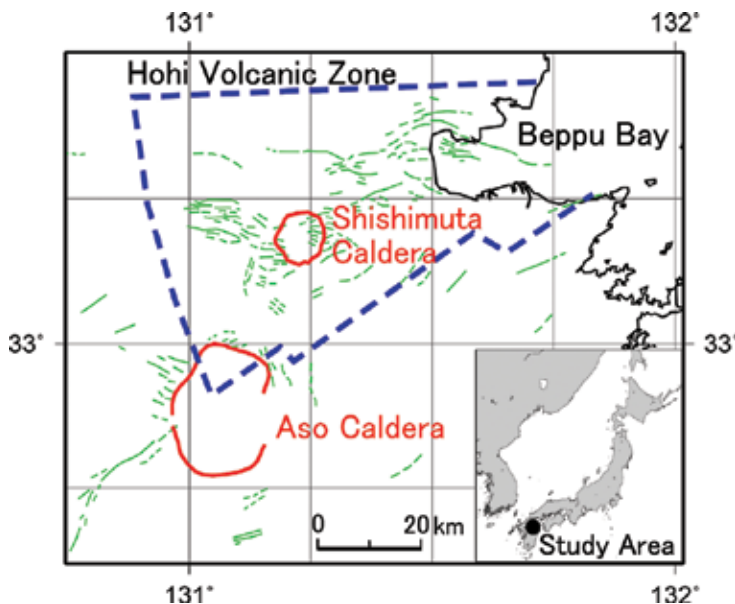 131° 132°
Hohi Volcanic Zone
Beppu Bay
Shishimuta
Caldera
33° 33°
Aso Caldera
0 20 km
Study Area
131° 132°